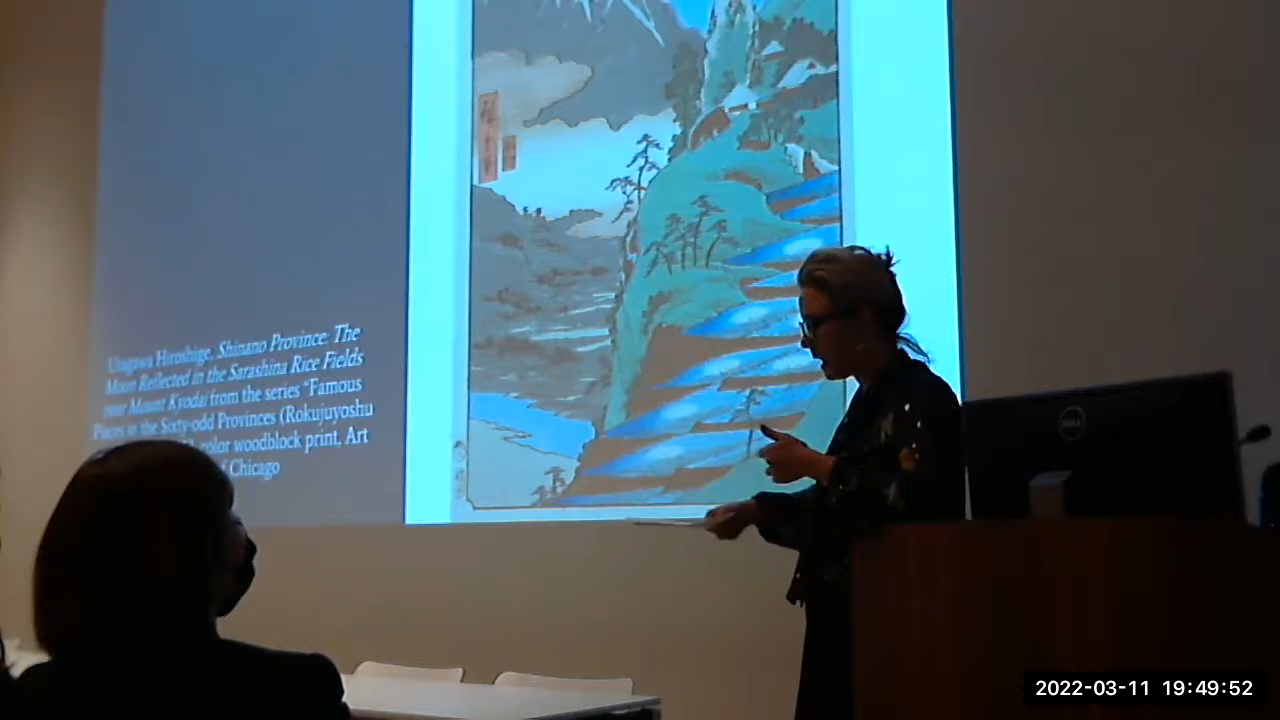 Utagawa Hiroshige, Shinano Province: The
Moon Reflected in the Sarashina Rice Fields
near Mount Kyodai from the series "Famous
Places in the Sixty-odd Provinces (Rokujuyoshu
color woodblock print, Art
Chicago
DELL
2022-03-11 19:49:52